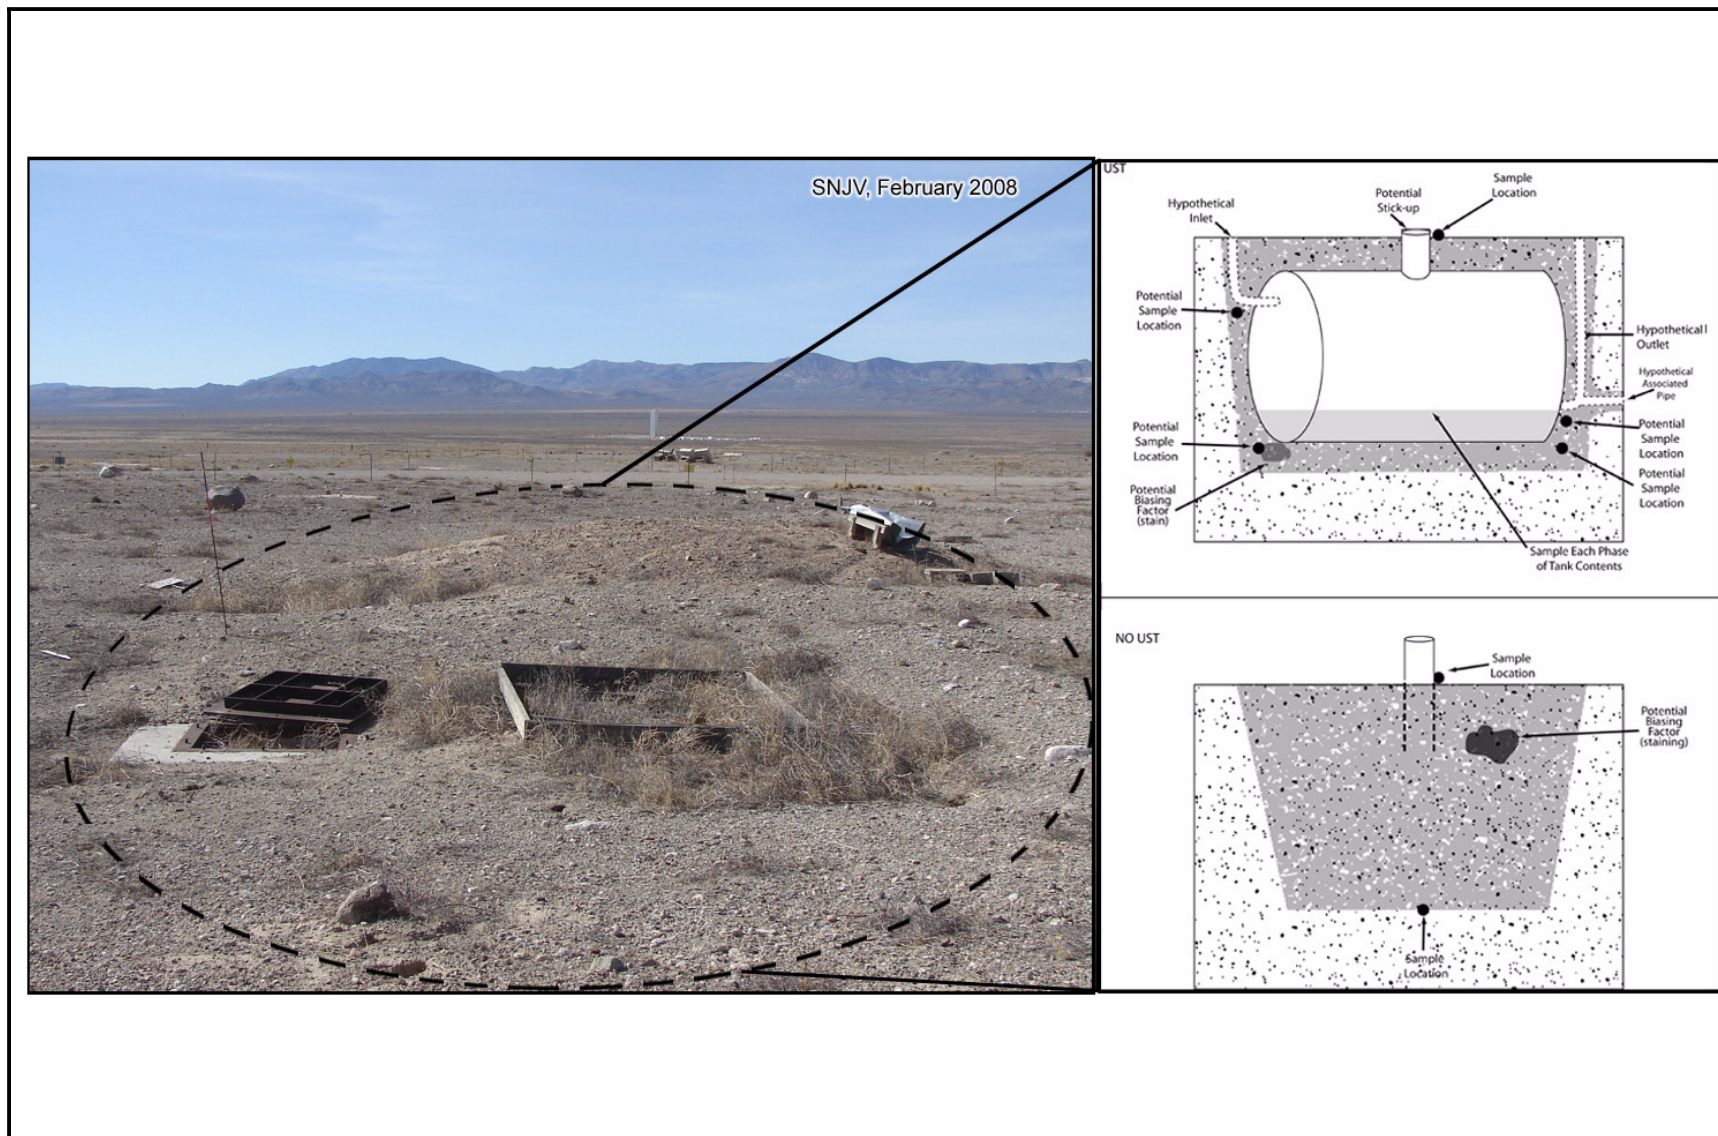 SNJV, February 2008
UST
Sample
Location
Potential
Stick-up
Hypothetical
Inlet
Potential
Sample
Location
Hypothetical l
Outlet
Hypothetical
Associated
Pipe
Potential
Sample
Location
Potential
Sample
Location
Potential
Sample
Location
Potential
Biasing
Factor
(stain)
Sample Each Phase
of Tank Contents
NO UST
Sample
Location
Potential
Biasing
Factor
(staining)
Sample
Location